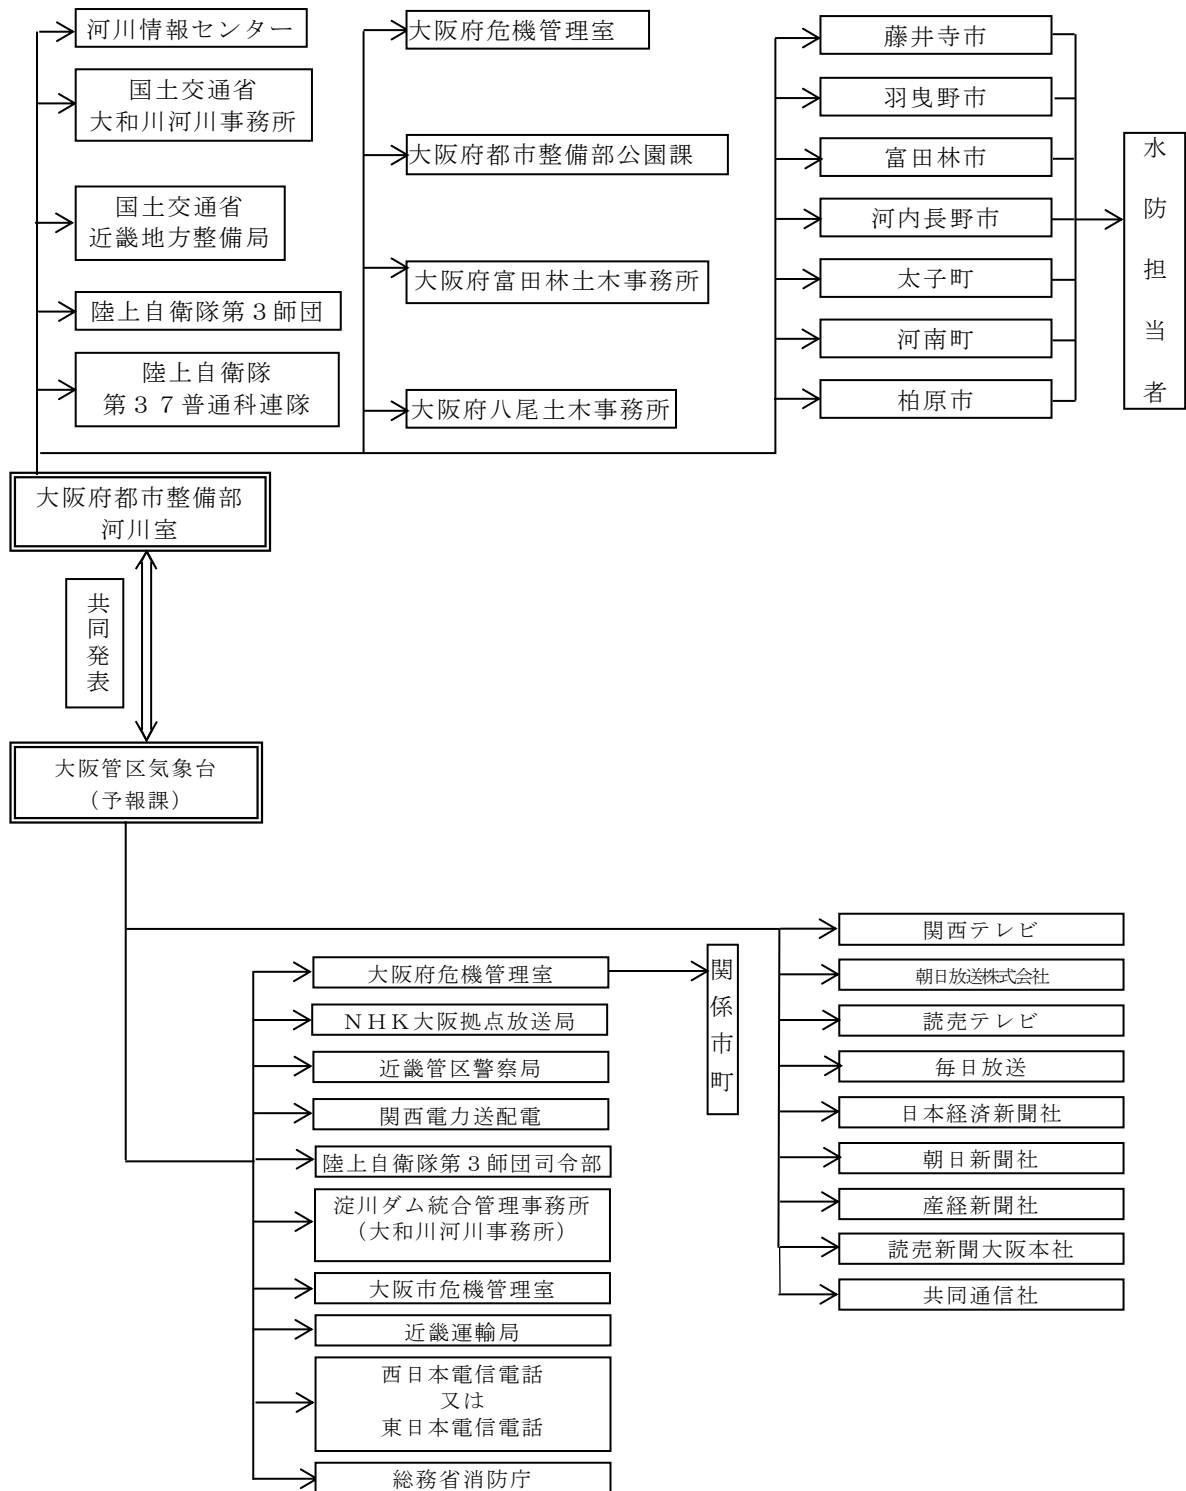 河川情報センター
国土交通省
大和川河川事務所
国土交通省
近畿地方整備局
陸上自衛隊第３師団
陸上自衛隊
第３７普通科連隊
大阪府危機管理室
大阪府都市整備部公園課
大阪府富田林土木事務所
大阪府八尾土木事務所
藤井寺市
羽曳野市
富田林市
河内長野市
太子町
河南町
柏原市
水防担当者
大阪府都市整備部
河川室
共同発表
大阪管区気象台
（予報課）
大阪府危機管理室
ＮＨＫ大阪拠点放送局
近畿管区警察局
関西電力送配電
陸上自衛隊第３師団司令部
淀川ダム統合管理事務所
（大和川河川事務所）
大阪市危機管理室
近畿運輸局
西日本電信電話
又は
東日本電信電話
総務省消防庁
関係市町
関西テレビ
朝日放送株式会社
読売テレビ
毎日放送
日本経済新聞社
朝日新聞社
産経新聞社
読売新聞大阪本社
共同通信社